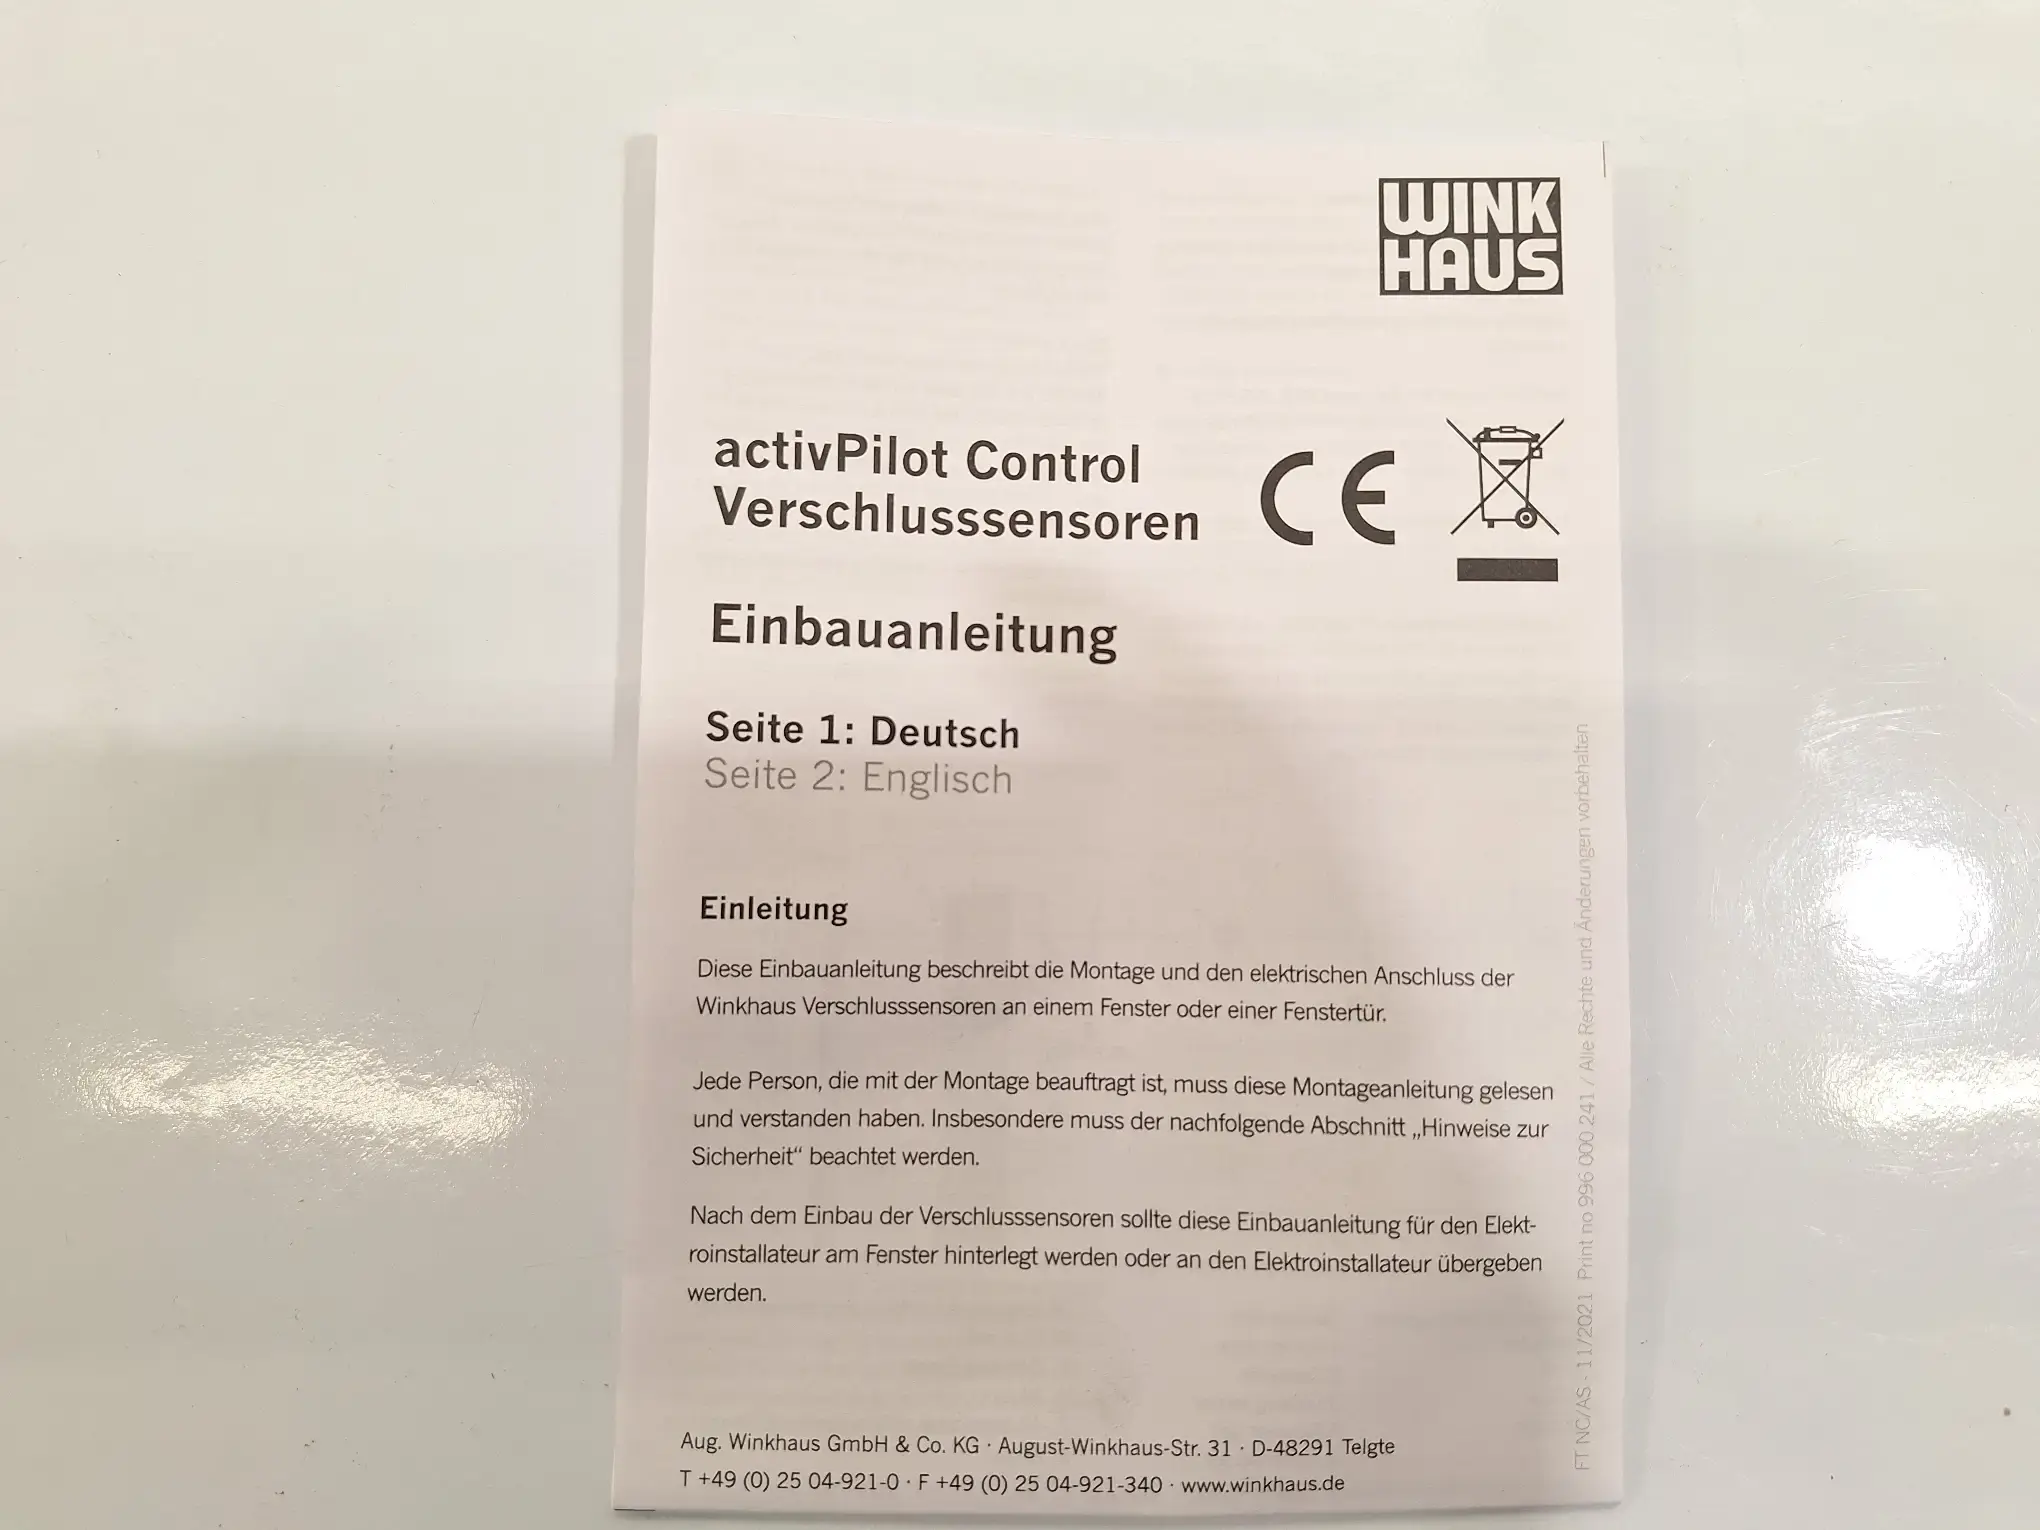 WINK
HAUS
activPilot Control
Verschlusssensoren
CE
Einbauanleitung
Seite 1: Deutsch
Seite 2: Englisch
Einleitung
Diese Einbauanleitung beschreibt die Montage und den elektrischen Anschluss der
Winkhaus Verschlusssensoren an einem Fenster oder einer Fenstertür.
Jede Person, die mit der Montage beauftragt ist, muss diese Montageanleitung gelesen
und verstanden haben. Insbesondere muss der nachfolgende Abschnitt „Hinweise zur
Sicherheit“ beachtet werden.
Nach dem Einbau der Verschlusssensoren sollte diese Einbauanleitung für den Elekt-
roinstallateur am Fenster hinterlegt werden oder an den Elektroinstallateur übergeben
werden.
Aug. Winkhaus GmbH & Co. KG · August-Winkhaus-Str. 31 · D-48291 Telgte
T +49 (0) 25 04-921-0 · F +49 (0) 25 04-921-340 · www.winkhaus.de
FT NC/AS - 11/2021 Print no 996 000 241 / Alle Rechte und Änderungen vorbehalten